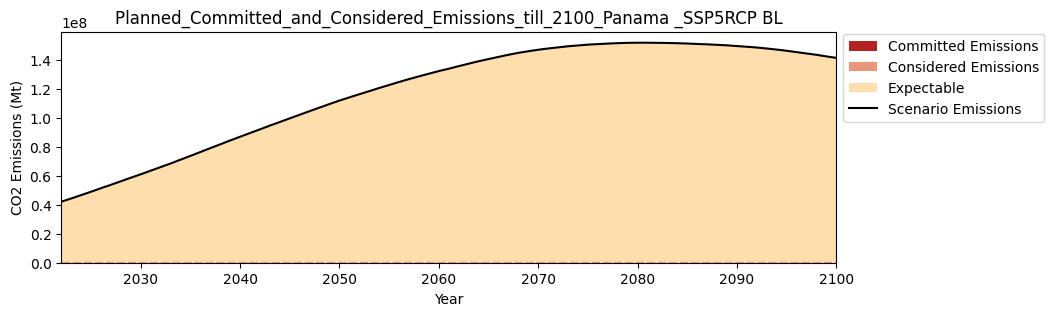 Planned_Committed_and_Considered_Emissions_till_2100_Panama _SSP5RCP BL
1e8
1.4
1.2
1.0
0.8
0.6
0.4
0.2
0.0
CO2 Emissions (Mt)
2030 2040 2050 2060 2070 2080 2090 2100
Year
Committed Emissions
Considered Emissions
Expectable
Scenario Emissions